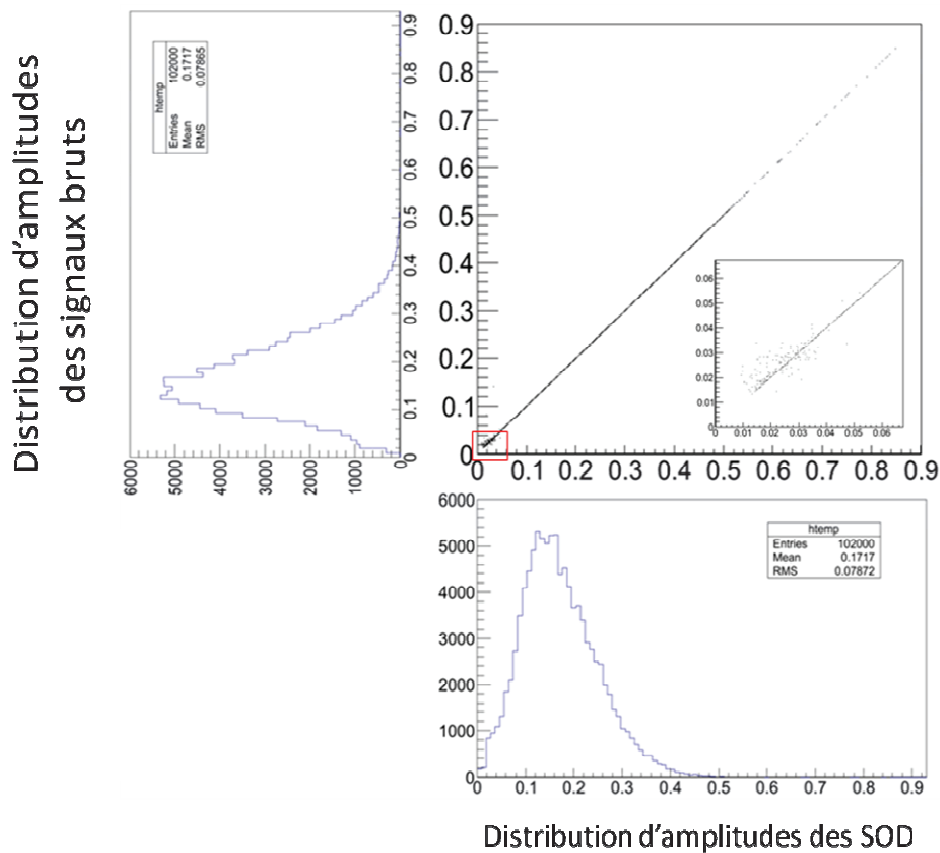 Distribution d'amplitudes
des signaux bruts
htemp
Entries 102000
Mean 0.1717
RMS 0.07865
0 0.1 0.2 0.3 0.4 0.5 0.6 0.7 0.8 0.9
6000 5000 4000 3000 2000 1000 0
0.9
0.8
0.7
0.6
0.5
0.4
0.3
0.2
0.1
0
0 0.1 0.2 0.3 0.4 0.5 0.6 0.7 0.8 0.9
0.06
0.05
0.04
0.03
0.02
0.01
0
0 0.01 0.02 0.03 0.04 0.05 0.06
6000
5000
4000
3000
2000
1000
0
0 0.1 0.2 0.3 0.4 0.5 0.6 0.7 0.8 0.9
htemp
Entries 102000
Mean 0.1717
RMS 0.07872
Distribution d'amplitudes des SOD